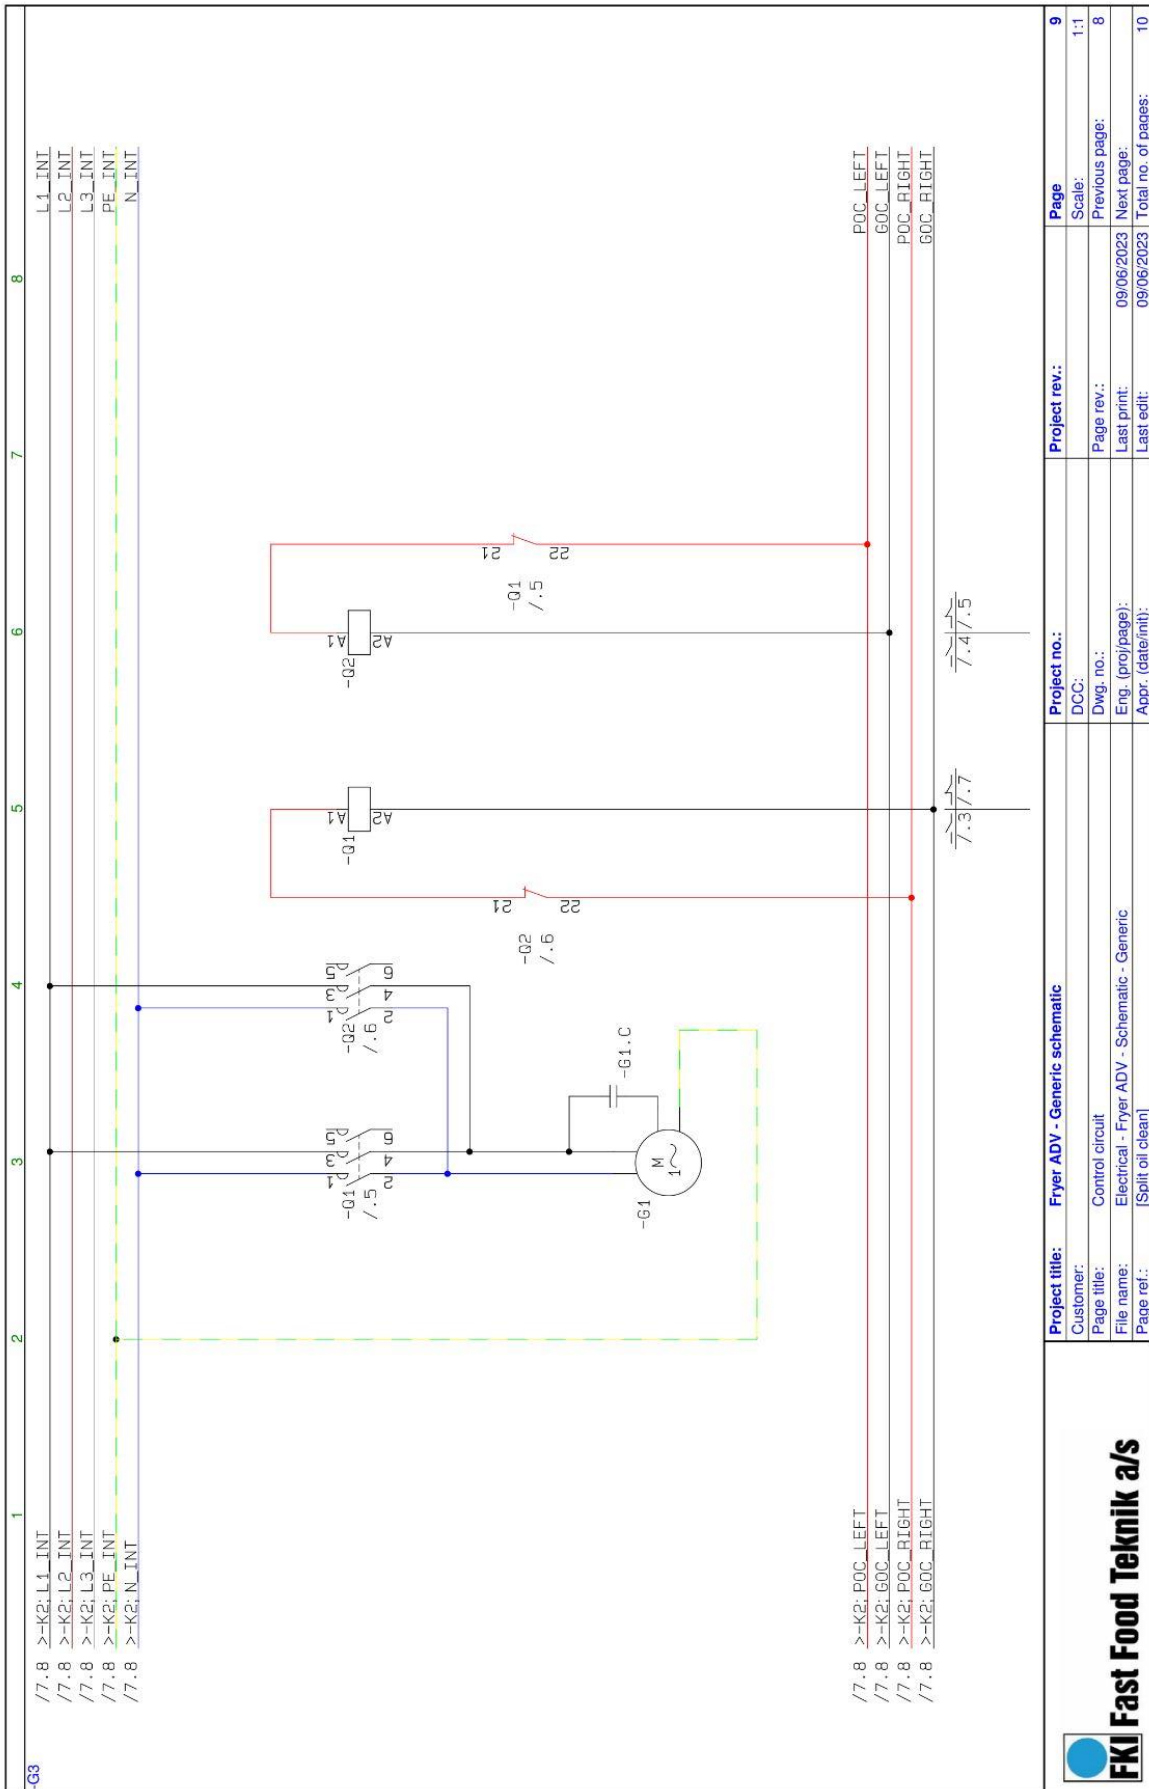 -G3
1 2 3 4 5 6 7 8
/7.8 >-K2;L1_INT L1_INT
/7.8 >-K2;L2_INT L2_INT
/7.8 >-K2;L3_INT L3_INT
/7.8 >-K2;PE_INT PE_INT
/7.8 >-K2;N_INT N_INT
-Q1
/.5
1 3 5
2 4 6
-Q2
/.6
1 3 5
2 4 6
-G1
M
1~
-G1.C
-Q2
/.6
21
22
-Q1
A1
A2
-Q2
A1
A2
-Q1
/.5
21
22
/7.8 >-K2;POC_LEFT POC_LEFT
/7.8 >-K2;GOC_LEFT GOC_LEFT
/7.8 >-K2;POC_RIGHT POC_RIGHT
/7.8 >-K2;GOC_RIGHT GOC_RIGHT
/.3 /.7
/.4 /.5
FKI Fast Food Teknik a/s
Project title: Fryer ADV - Generic schematic Project no.: Project rev.: Page 9
Customer: DCC: Scale: 1:1
Page title: Control circuit Dwg. no.: Page rev.: Previous page: 8
File name: Electrical - Fryer ADV - Schematic - Generic Eng. (proj/page): Last print: 09/06/2023 Next page:
Page ref.: [Split oil clean] Appr. (date/init): Last edit: 09/06/2023 Total no. of pages: 10